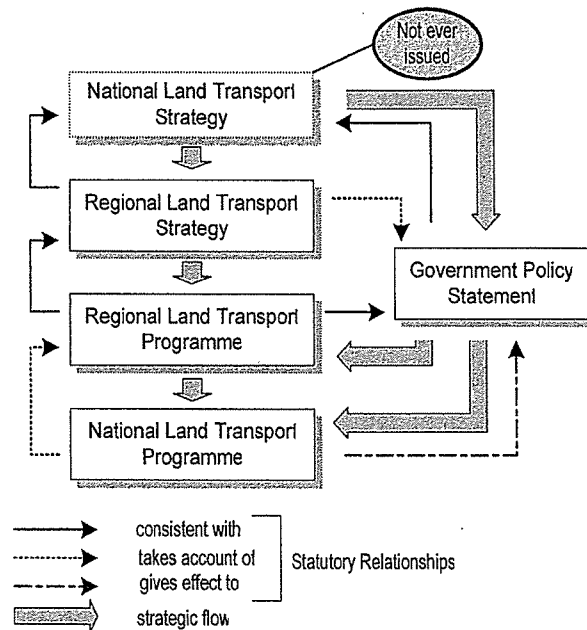 Not ever
issued
National Land Transport
Strategy
Regional Land Transport
Strategy
Government Policy
Statement
Regional Land Transport
Programme
National Land Transport
Programme
consistent with
takes account of
gives effect to
Statutory Relationships
strategic flow